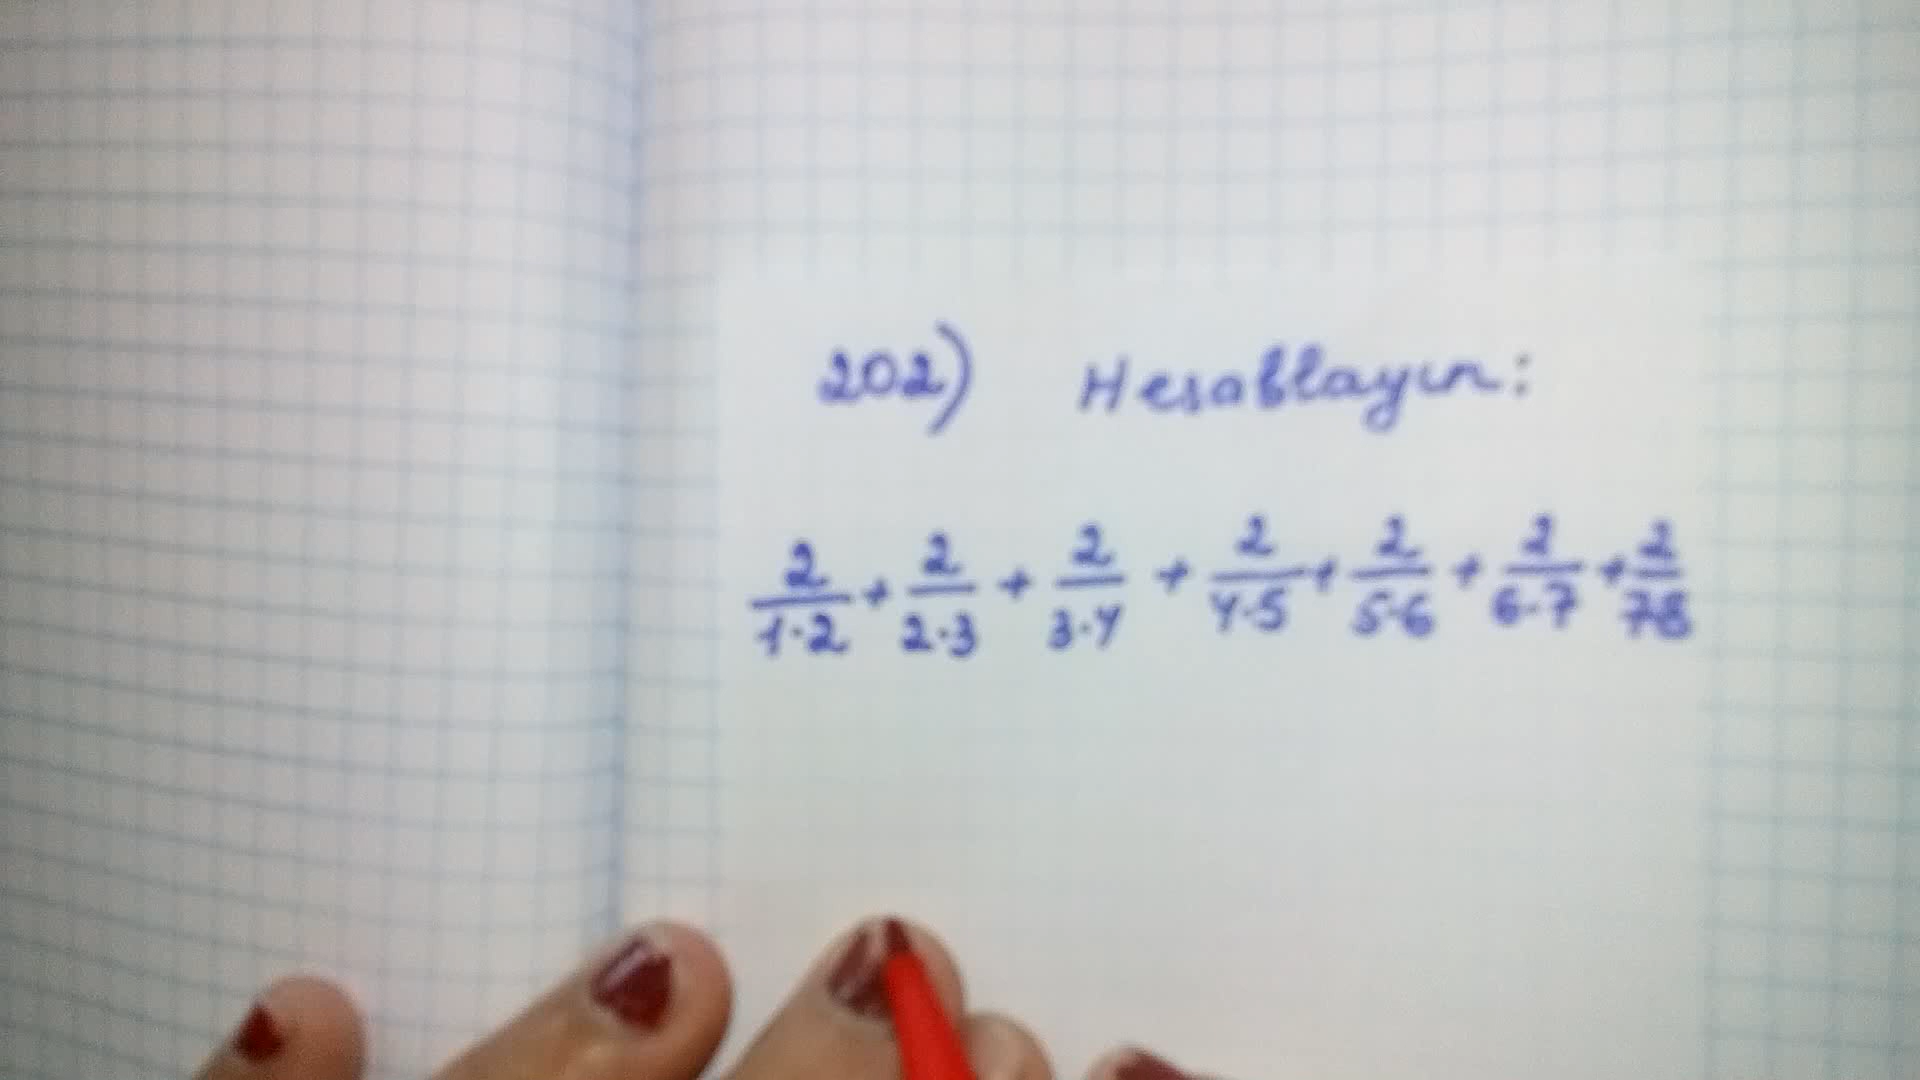 202) Hesablayın:
2/1·2 + 2/2·3 + 2/3·4 + 2/4·5 + 2/5·6 + 2/6·7 + 2/7·8